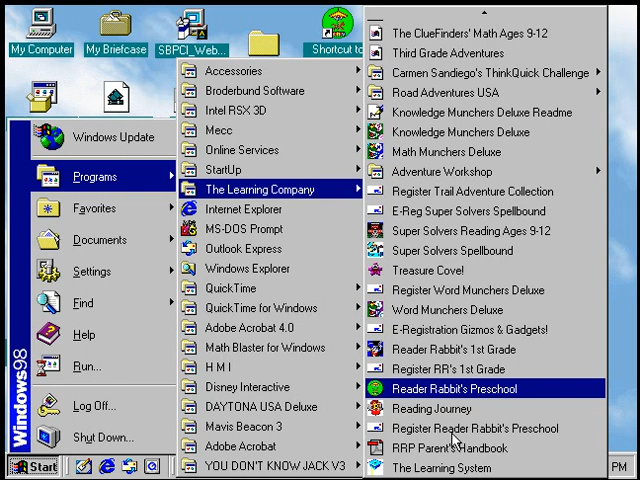 My Computer
My Briefcase
SBPCI_Web...
Shortcut to
Windows Update
Programs
Favorites
Documents
Settings
Find
Help
Run...
Log Off...
Shut Down...
Windows98
Start
Accessories
Broderbund Software
Intel RSX 3D
Mecc
Online Services
StartUp
The Learning Company
Internet Explorer
MS-DOS Prompt
Outlook Express
Windows Explorer
QuickTime
QuickTime for Windows
Adobe Acrobat 4.0
Math Blaster for Windows
H M I
Disney Interactive
DAYTONA USA Deluxe
Mavis Beacon 3
Adobe Acrobat
YOU DON'T KNOW JACK V3
The ClueFinders' Math Ages 9-12
Third Grade Adventures
Carmen Sandiego's ThinkQuick Challenge
Road Adventures USA
Knowledge Munchers Deluxe Readme
Knowledge Munchers Deluxe
Math Munchers Deluxe
Adventure Workshop
Register Trail Adventure Collection
E-Reg Super Solvers Spellbound
Super Solvers Reading Ages 9-12
Super Solvers Spellbound
Treasure Cove!
Register Word Munchers Deluxe
Word Munchers Deluxe
E-Registration Gizmos & Gadgets!
Reader Rabbit's 1st Grade
Register RR's 1st Grade
Reader Rabbit's Preschool
Reading Journey
Register Reader Rabbit's Preschool
RRP Parent's Handbook
The Learning System
PM